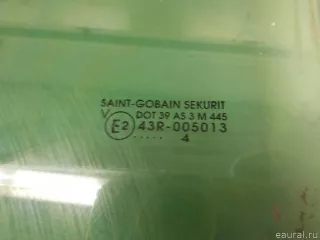 SAINT-GOBAIN SEKURIT
V DOT 39 AS 3 M 445
E2 43R-005013
..... 4
eaural.ru